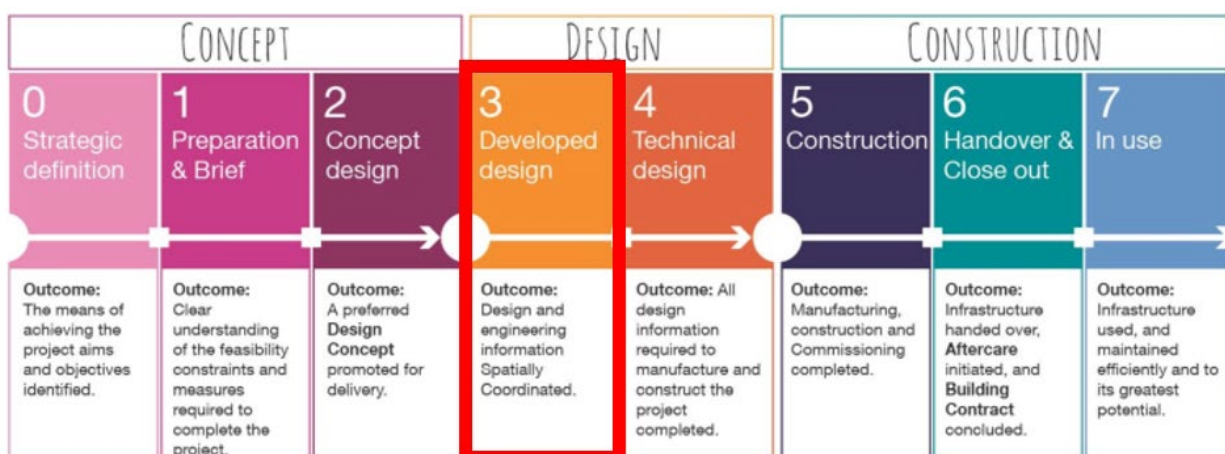 CONCEPT
DESIGN
CONSTRUCTION
0
Strategic
definition
1
Preparation
& Brief
2
Concept
design
3
Developed
design
4
Technical
design
5
Construction
6
Handover &
Close out
7
In use
Outcome:
The means of
achieving the
project aims
and objectives
identified.
Outcome:
Clear
understanding
of the feasibility
constraints and
measures
required to
complete the
project.
Outcome:
A preferred
Design
Concept
promoted for
delivery.
Outcome:
Design and
engineering
information
Spatially
Coordinated.
Outcome: All
design
information
required to
manufacture and
construct the
project
completed.
Outcome:
Manufacturing,
construction and
Commissioning
completed.
Outcome:
Infrastructure
handed over,
Aftercare
initiated, and
Building
Contract
concluded.
Outcome:
Infrastructure
used, and
maintained
efficiently and to
its greatest
potential.